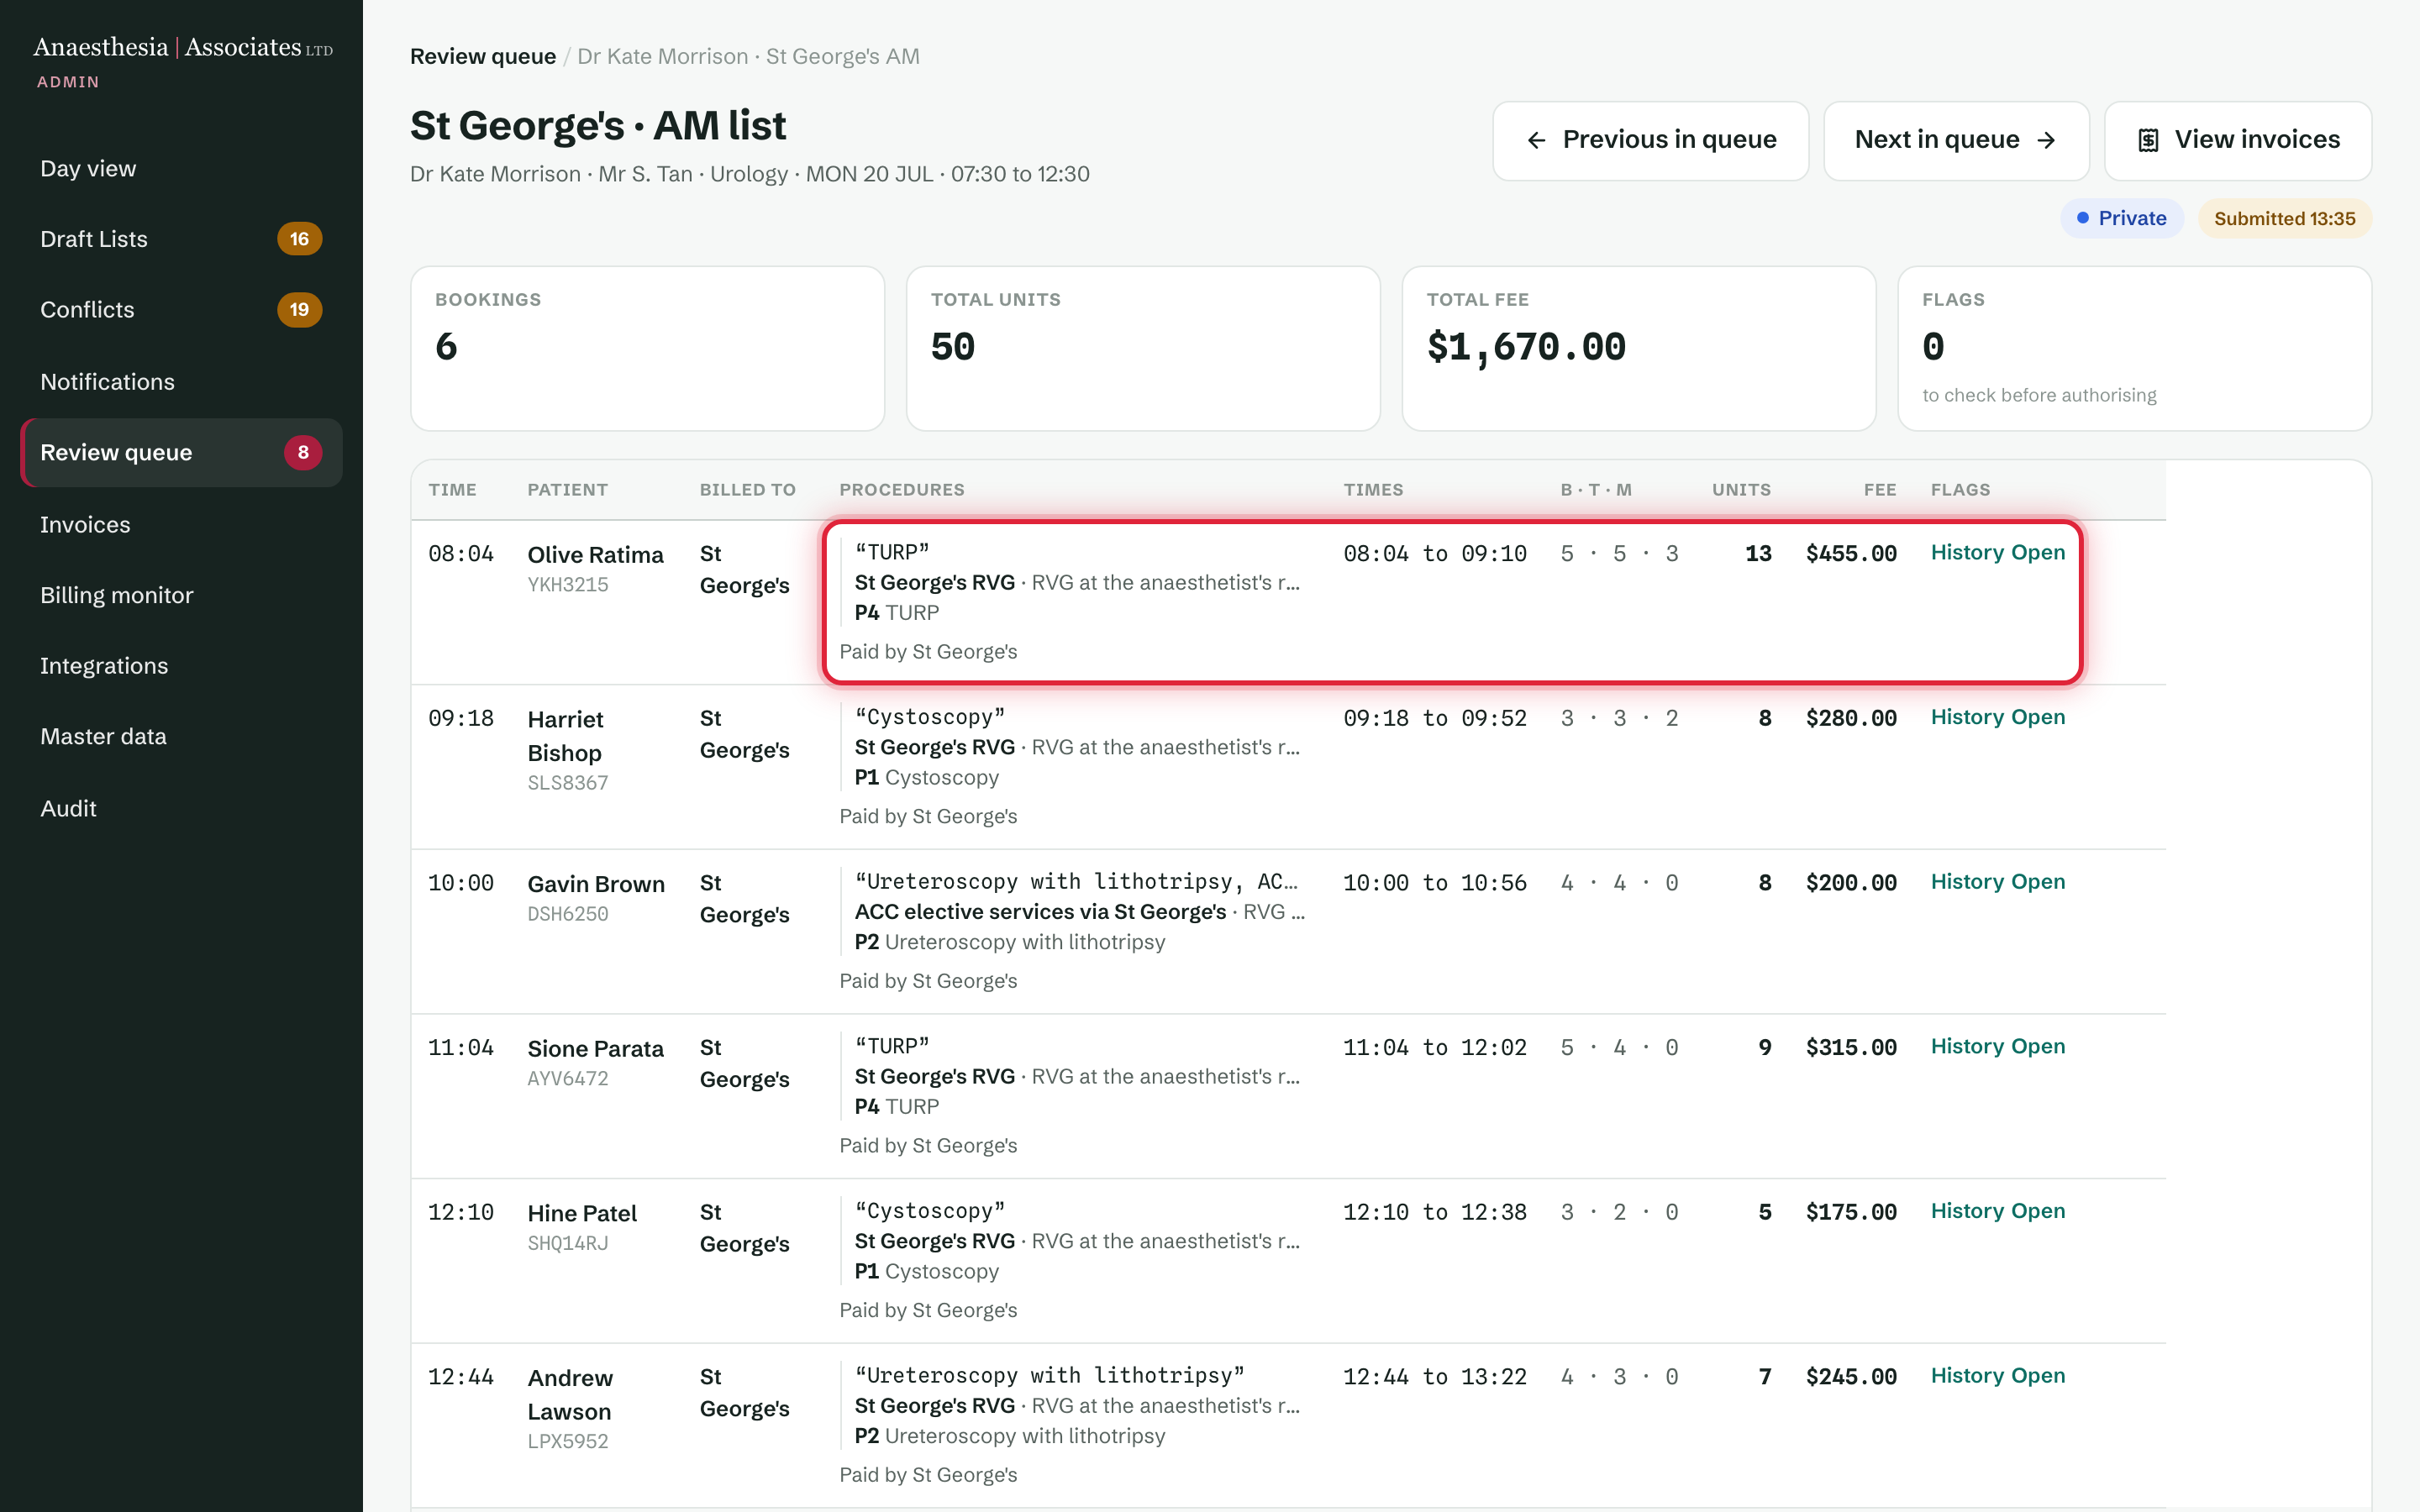 Anaesthesia | Associates LTD
ADMIN
Day view
Draft Lists 16
Conflicts 19
Notifications
Review queue 8
Invoices
Billing monitor
Integrations
Master data
Audit
Review queue / Dr Kate Morrison · St George's AM
St George's · AM list
Dr Kate Morrison · Mr S. Tan · Urology · MON 20 JUL · 07:30 to 12:30
← Previous in queue
Next in queue →
View invoices
Private
Submitted 13:35
BOOKINGS
6
TOTAL UNITS
50
TOTAL FEE
$1,670.00
FLAGS
0
to check before authorising
TIME PATIENT BILLED TO PROCEDURES TIMES B · T · M UNITS FEE FLAGS
08:04 Olive Ratima St “TURP” 08:04 to 09:10 5 · 5 · 3 13 $455.00 History Open
YKH3215 George's St George's RVG · RVG at the anaesthetist's r...
P4 TURP
Paid by St George's
09:18 Harriet St “Cystoscopy” 09:18 to 09:52 3 · 3 · 2 8 $280.00 History Open
Bishop George's St George's RVG · RVG at the anaesthetist's r...
SLS8367 P1 Cystoscopy
Paid by St George's
10:00 Gavin Brown St “Ureteroscopy with lithotripsy, AC... 10:00 to 10:56 4 · 4 · 0 8 $200.00 History Open
DSH6250 George's ACC elective services via St George's · RVG ...
P2 Ureteroscopy with lithotripsy
Paid by St George's
11:04 Sione Parata St “TURP” 11:04 to 12:02 5 · 4 · 0 9 $315.00 History Open
AYV6472 George's St George's RVG · RVG at the anaesthetist's r...
P4 TURP
Paid by St George's
12:10 Hine Patel St “Cystoscopy” 12:10 to 12:38 3 · 2 · 0 5 $175.00 History Open
SHQ14RJ George's St George's RVG · RVG at the anaesthetist's r...
P1 Cystoscopy
Paid by St George's
12:44 Andrew St “Ureteroscopy with lithotripsy” 12:44 to 13:22 4 · 3 · 0 7 $245.00 History Open
Lawson George's St George's RVG · RVG at the anaesthetist's r...
LPX5952 P2 Ureteroscopy with lithotripsy
Paid by St George's